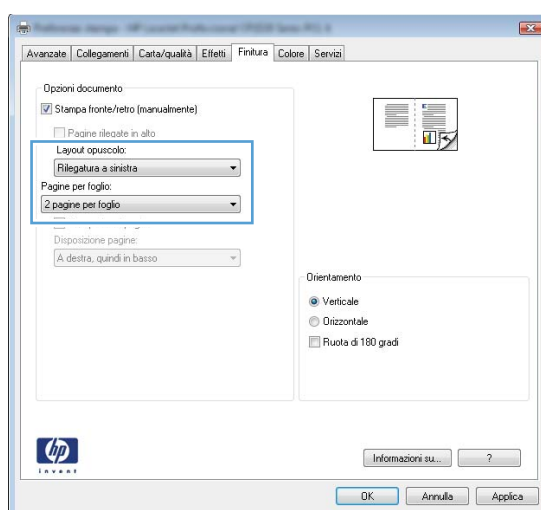 Avanzate Collegamenti Carta/qualità Effetti Finitura Colore Servizi
Opzioni documento
Stampa fronte/retro (manualmente)
Pagine rilegate in alto
Layout opuscolo:
Rilegatura a sinistra
Pagine per foglio:
2 pagine per foglio
Disposizione pagine:
A destra, quindi in basso
Orientamento
Verticale
Orizzontale
Ruota di 180 gradi
hp
invent
Informazioni su... ?
OK Annulla Applica